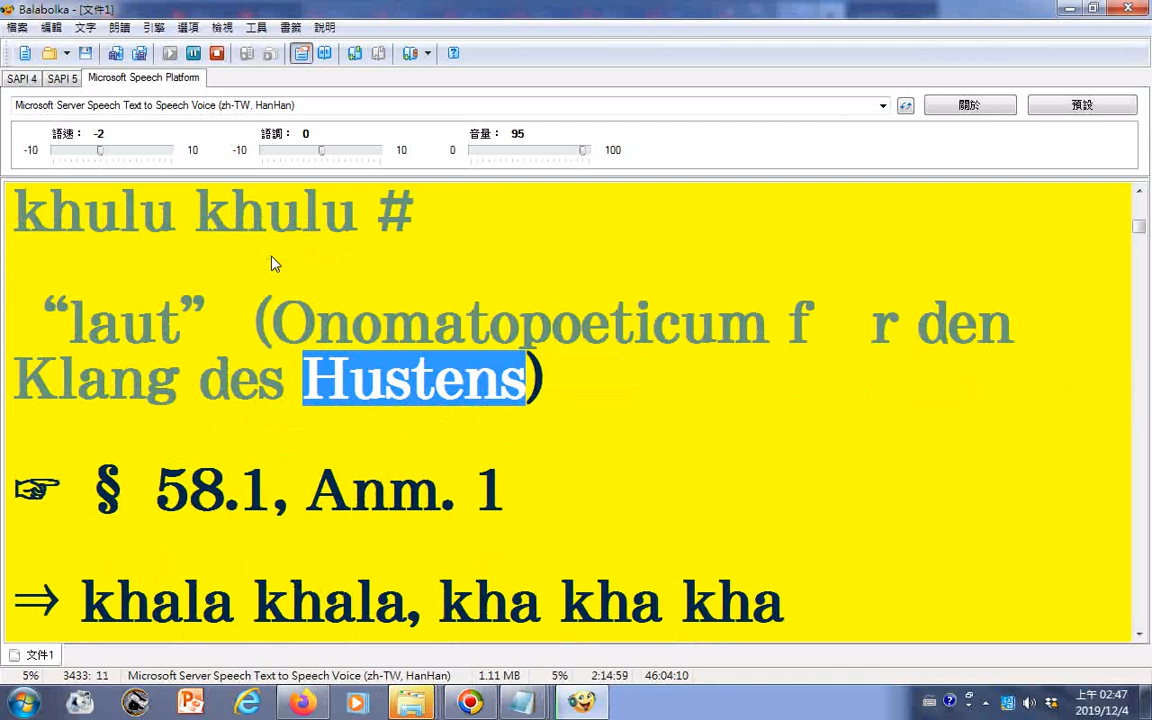 Balabolka - [文件1]
檔案 編輯 文字 朗讀 引擎 選項 檢視 工具 書籤 說明
SAPI 4 SAPI 5 Microsoft Speech Platform
Microsoft Server Speech Text to Speech Voice (zh-TW, HanHan) 關於 預設
語速： -2 語調： 0 音量： 95
-10 10 -10 10 0 100
khulu khulu #
“laut” (Onomatopoeticum f r den
Klang des Hustens)
☞ § 58.1, Anm. 1
⇒ khala khala, kha kha kha
文件1
5% 3433: 11 Microsoft Server Speech Text to Speech Voice (zh-TW, HanHan) 1.11 MB 5% 2:14:59 46:04:10
上午 02:47
2019/12/4